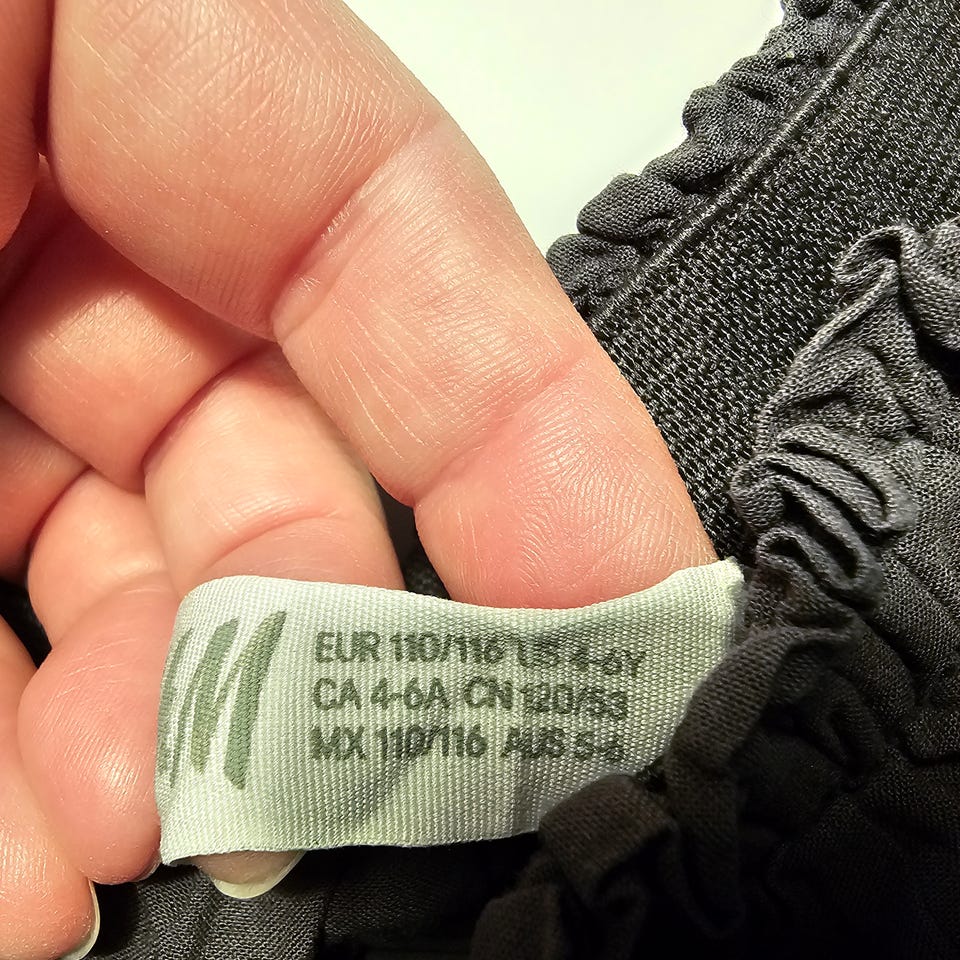 M
EUR 110/116 US 4-6Y
CA 4-6A CN 120/53
MX 110/116 AUS 5-6